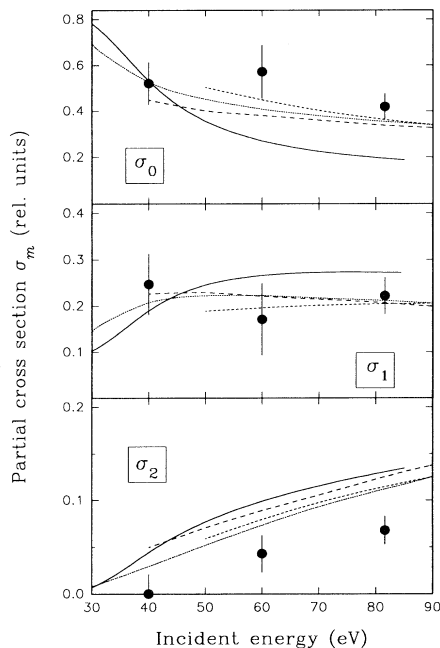 Partial cross section σm (rel. units)
0.8
0.6
0.4
0.2
σ0
0.4
0.3
0.2
0.1
σ1
0.2
0.1
0.0
σ2
30 40 50 60 70 80 90
Incident energy (eV)